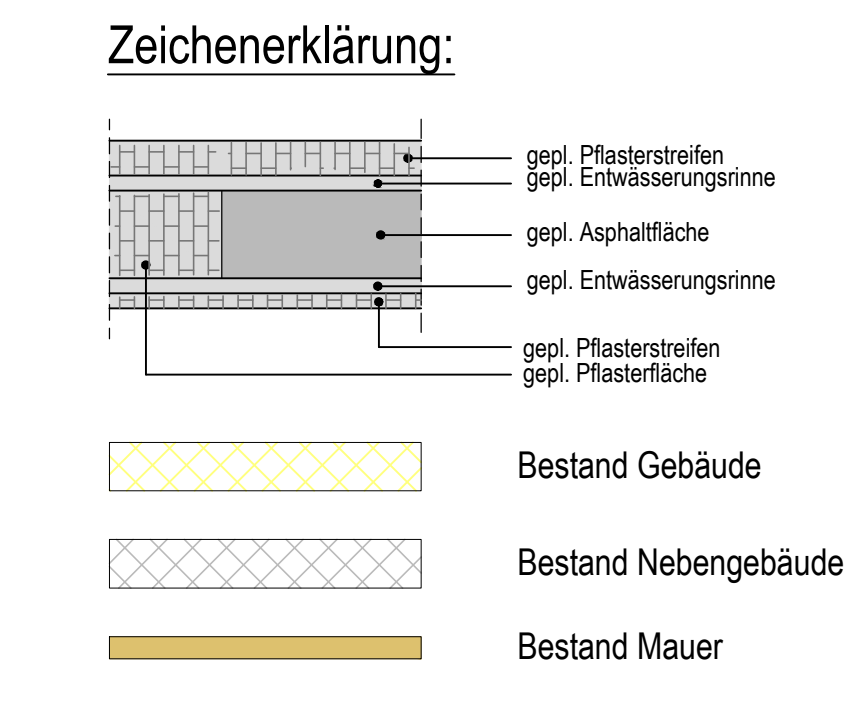 Zeichenerklärung:
gepl. Pflasterstreifen
gepl. Entwässerungsrinne
gepl. Asphaltfläche
gepl. Entwässerungsrinne
gepl. Pflasterstreifen
gepl. Pflasterfläche
Bestand Gebäude
Bestand Nebengebäude
Bestand Mauer